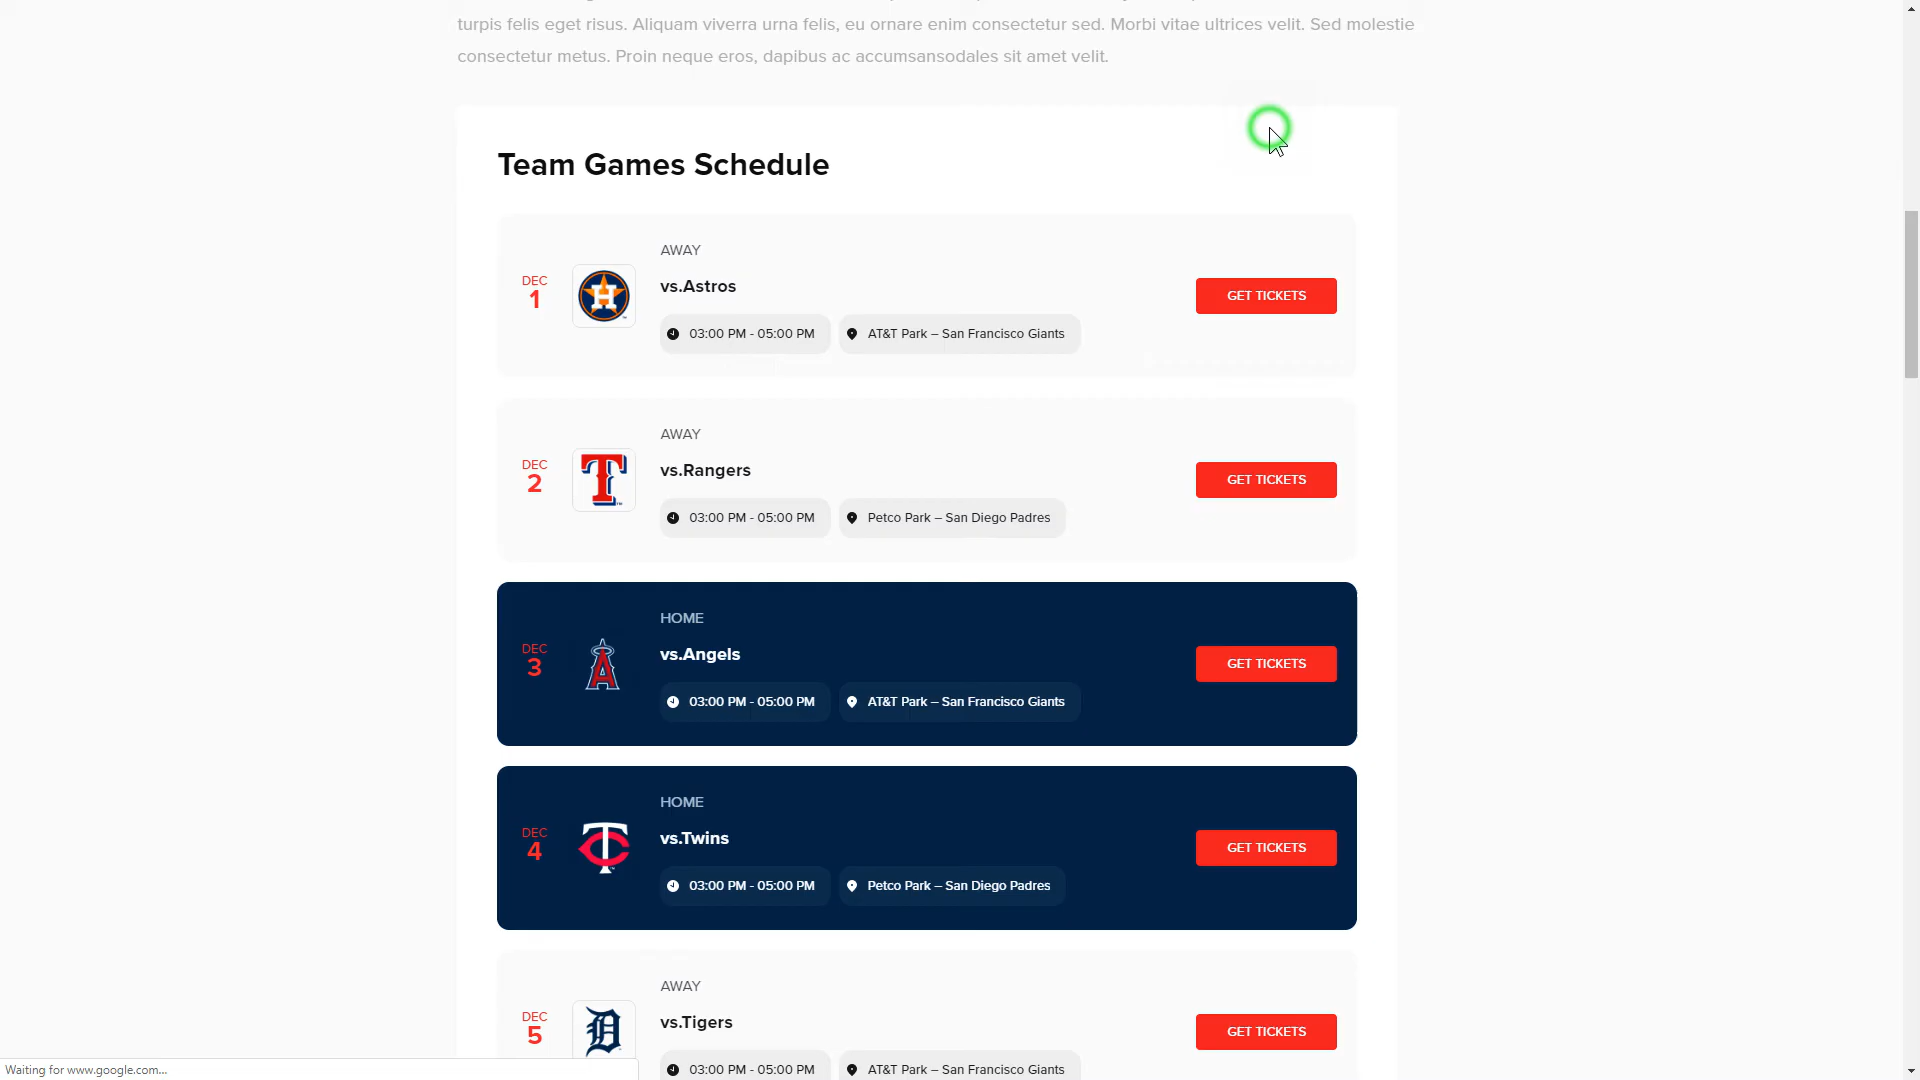 turpis felis eget risus. Aliquam viverra urna felis, eu ornare enim consectetur sed. Morbi vitae ultrices velit. Sed molestie
consectetur metus. Proin neque eros, dapibus ac accumsansodales sit amet velit.
Team Games Schedule
AWAY
DEC
1
H
vs.Astros
GET TICKETS
03:00 PM - 05:00 PM
AT&T Park – San Francisco Giants
AWAY
DEC
2
T
vs.Rangers
GET TICKETS
03:00 PM - 05:00 PM
Petco Park – San Diego Padres
HOME
DEC
3
A
vs.Angels
GET TICKETS
03:00 PM - 05:00 PM
AT&T Park – San Francisco Giants
HOME
DEC
4
TC
vs.Twins
GET TICKETS
03:00 PM - 05:00 PM
Petco Park – San Diego Padres
AWAY
DEC
5
D
vs.Tigers
GET TICKETS
03:00 PM - 05:00 PM
AT&T Park – San Francisco Giants
Waiting for www.google.com...